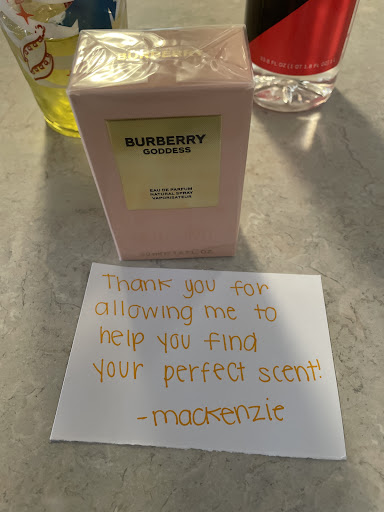 BURBERRY
BURBERRY
GODDESS
EAU DE PARFUM
NATURAL SPRAY
VAPORISATEUR
Thank you for
allowing me to
help you find
your perfect scent!
-mackenzie